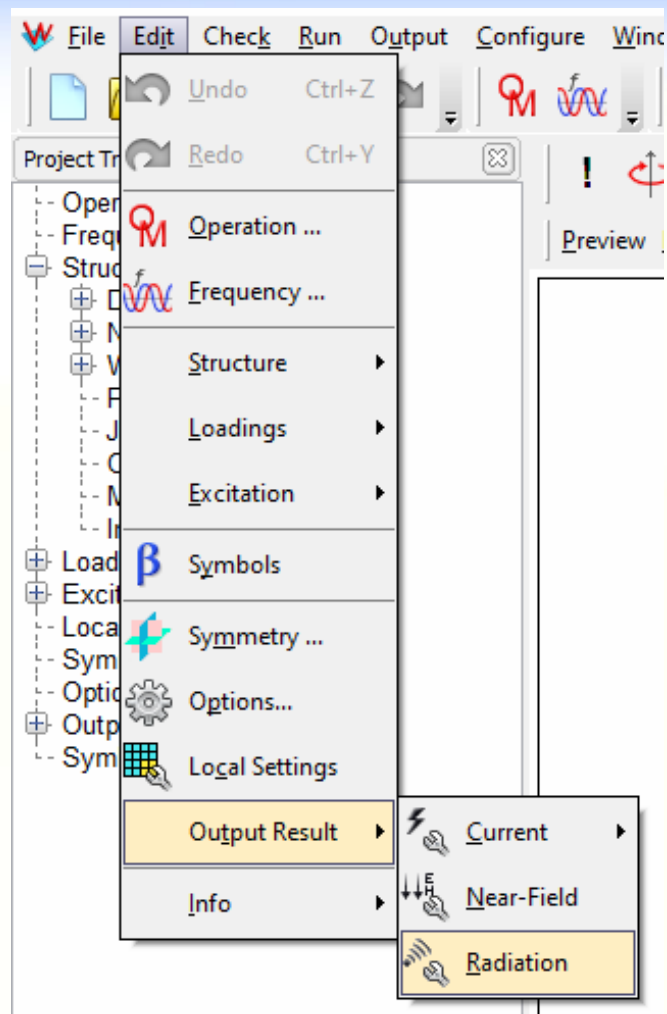 File Edit Check Run Output Configure
Undo Ctrl+Z
Redo Ctrl+Y
Project
Operation ...
Preview
Frequency ...
Structure
Loadings
Excitation
β Symbols
Symmetry ...
Options...
Local Settings
Output Result
Current
Info
E
H
Near-Field
Radiation